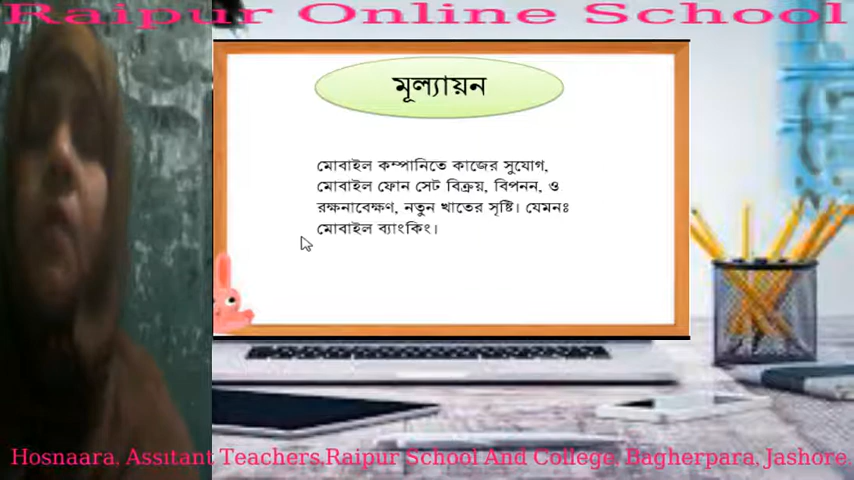 Raipur Online School
মূল্যায়ন
মোবাইল কম্পানিতে কাজের সুযোগ,
মোবাইল ফোন সেট বিক্রয়, বিপনন, ও
রক্ষনাবেক্ষণ, নতুন খাতের সৃষ্টি। যেমনঃ
মোবাইল ব্যাংকিং।
Hosnaara, Assitant Teachers,Raipur School And College, Bagherpara, Jashore